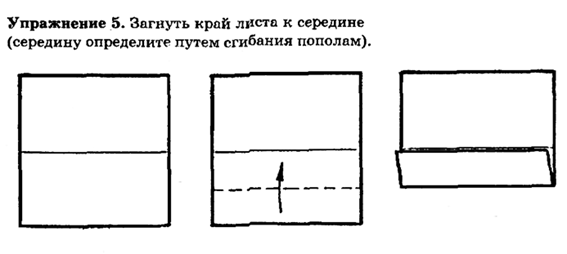 Упражнение 5. Загнуть край листа к середине
(середину определите путем сгибания пополам).